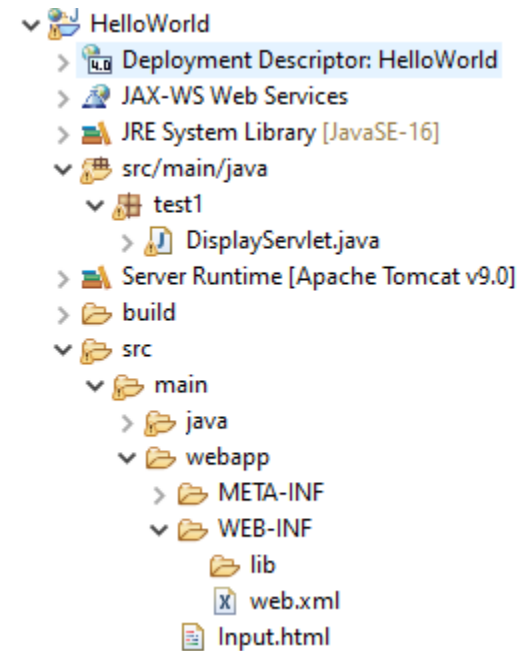 HelloWorld
4.0 Deployment Descriptor: HelloWorld
JAX-WS Web Services
JRE System Library [JavaSE-16]
src/main/java
test1
J DisplayServlet.java
Server Runtime [Apache Tomcat v9.0]
build
src
main
java
webapp
META-INF
WEB-INF
lib
X web.xml
Input.html